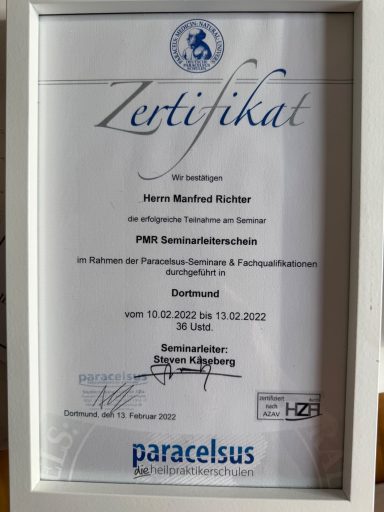 Zertifikat
Wir bestätigen
Herrn Manfred Richter
die erfolgreiche Teilnahme am Seminar
PMR Seminarleiterschein
im Rahmen der Paracelsus-Seminare & Fachqualifikationen
durchgeführt in
Dortmund
vom 10.02.2022 bis 13.02.2022
36 Ustd.
Seminarleiter:
Steven Käseberg
paracelsus
Dortmund, den 13. Februar 2022
zertifiziert
nach
AZAV
durch
HZA
paracelsus
die heilpraktikerschulen